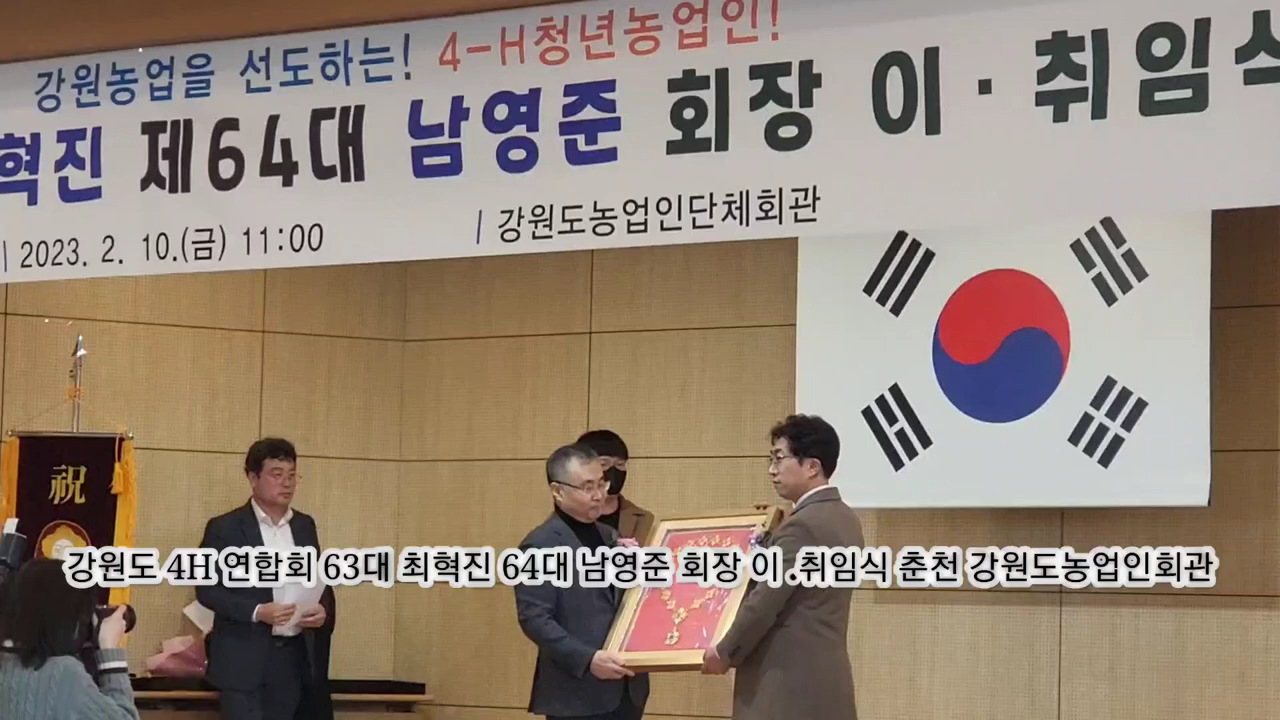 강원농업을 선도하는! 4-H청년농업인!
혁진 제64대 남영준 회장 이·취임식
| 2023. 2. 10.(금) 11:00 | 강원도농업인단체회관
祝
강원도 4H 연합회 63대 최혁진 64대 남영준 회장 이 .취임식 춘천 강원도농업인회관